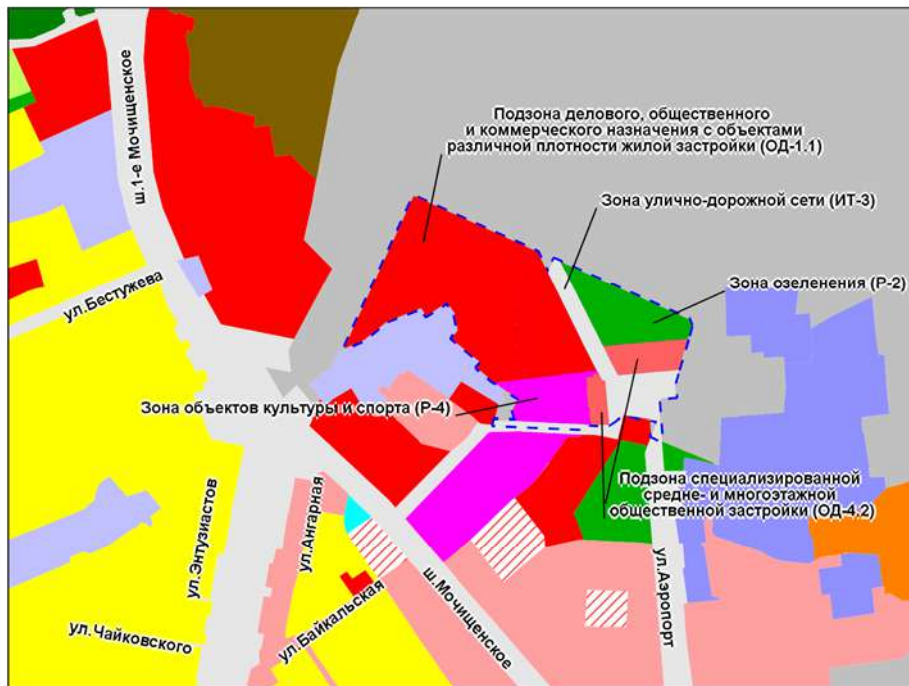 Подзона делового, общественного
и коммерческого назначения с объектами
различной плотности жилой застройки (ОД-1.1)
ш.1-е Мочищенское
Зона улично-дорожной сети (ИТ-3)
Зона озеленения (Р-2)
ул.Бестужева
Зона объектов культуры и спорта (Р-4)
Подзона специализированной
средне- и многоэтажной
общественной застройки (ОД-4.2)
ул.Энтузиастов
ул.Ангарная
ул.Чайковского
ул.Байкальская
ш.Мочищенское
ул.Аэропорт